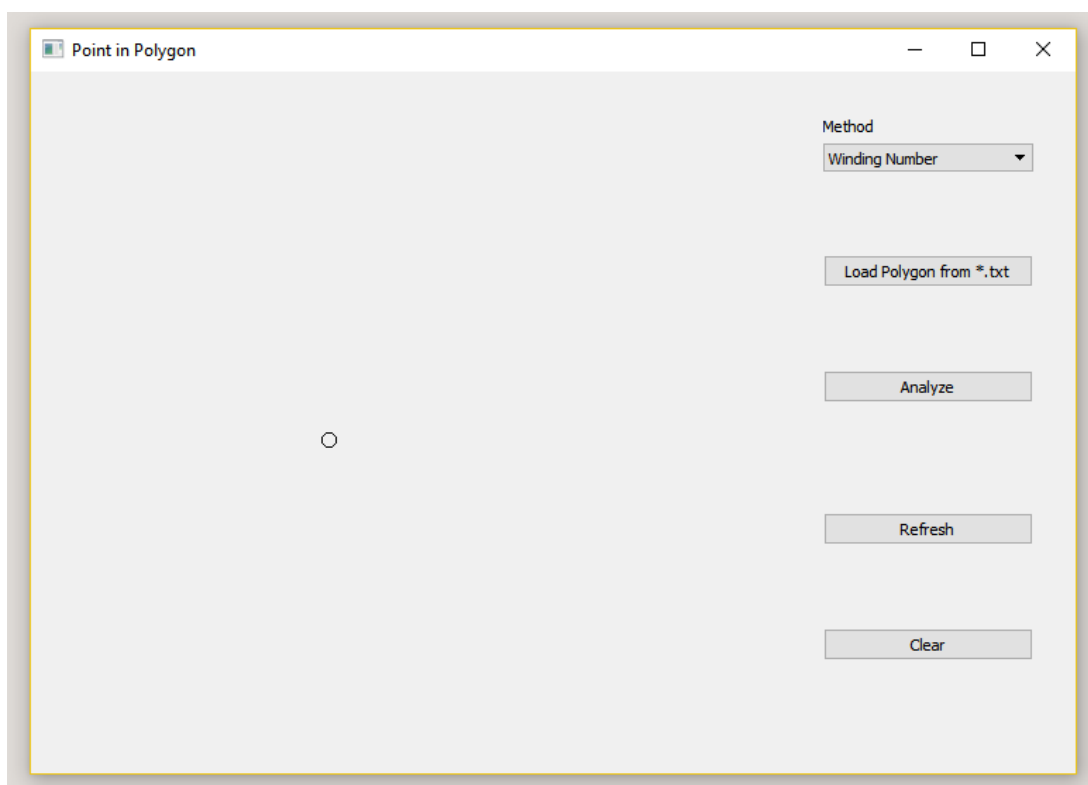 Point in Polygon
Method
Winding Number
Load Polygon from *.txt
Analyze
Refresh
Clear